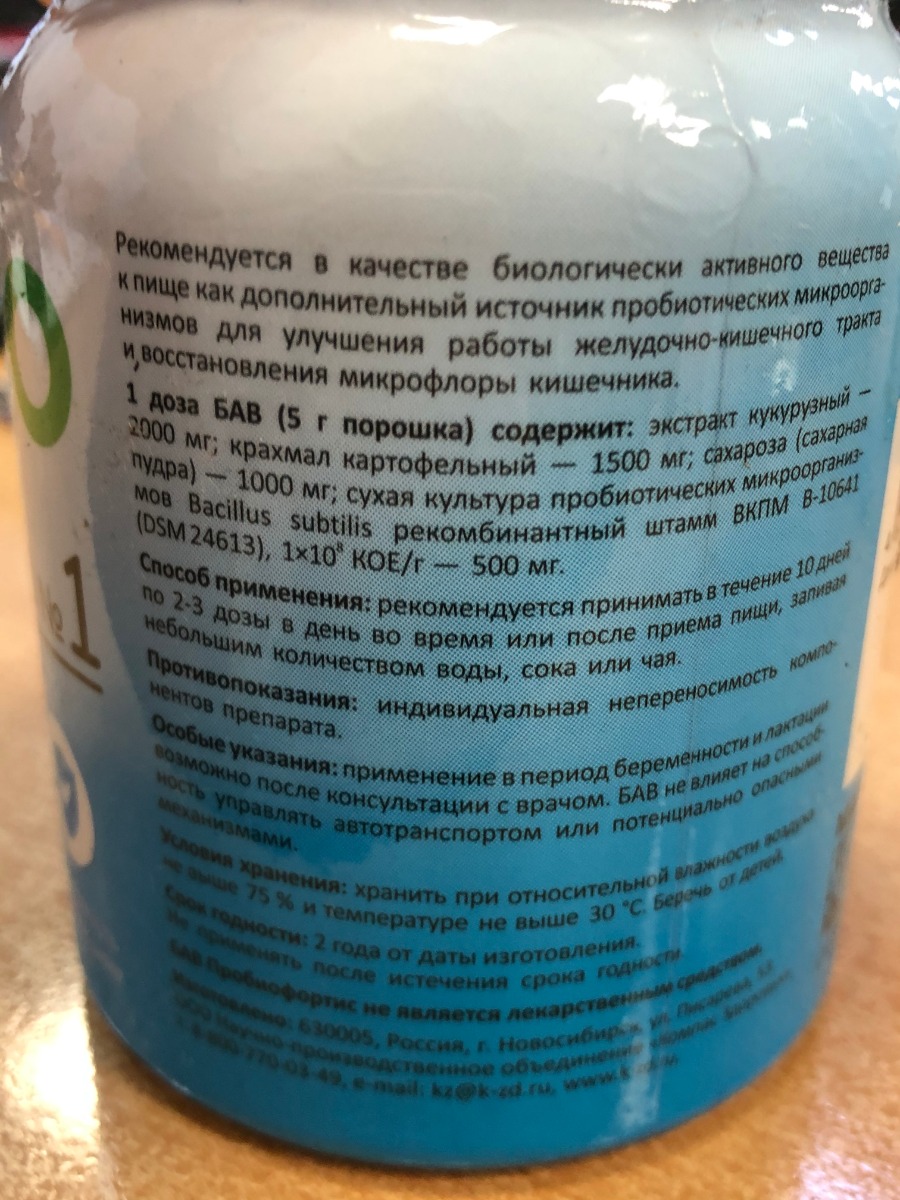 Рекомендуется в качестве биологически активного вещества
к пище как дополнительный источник пробиотических микроорга-
низмов для улучшения работы желудочно-кишечного тракта
и восстановления микрофлоры кишечника.
1 доза БАВ (5 г порошка) содержит: экстракт кукурузный –
2000 мг; крахмал картофельный — 1500 мг; сахароза (сахарная
пудра) — 1000 мг; сухая культура пробиотических микроорганиз-
мов Bacillus subtilis рекомбинантный штамм ВКПМ В-10641
(DSM 24613), 1×10⁸ КОЕ/г — 500 мг.
Способ применения: рекомендуется принимать в течение 10 дней
по 2-3 дозы в день во время или после приема пищи, запивая
небольшим количеством воды, сока или чая.
Противопоказания: индивидуальная непереносимость компо-
нентов препарата.
Особые указания: применение в период беременности и лактации
возможно после консультации с врачом. БАВ не влияет на способ-
ность управлять автотранспортом или потенциально опасными
механизмами.
Условия хранения: хранить при относительной влажности воздуха
не выше 75 % и температуре не выше 30 °С. Беречь от детей.
Срок годности: 2 года от даты изготовления.
Не применять после истечения срока годности.
БАВ Пробиофортис не является лекарственным средством.
Изготовлено: 630005, Россия, г. Новосибирск, ул. Писарева, 53,
ООО Научно-производственное объединение
8-800-770-03-49, e-mail: kz@k-zd.ru, www.k-zd.ru
№1